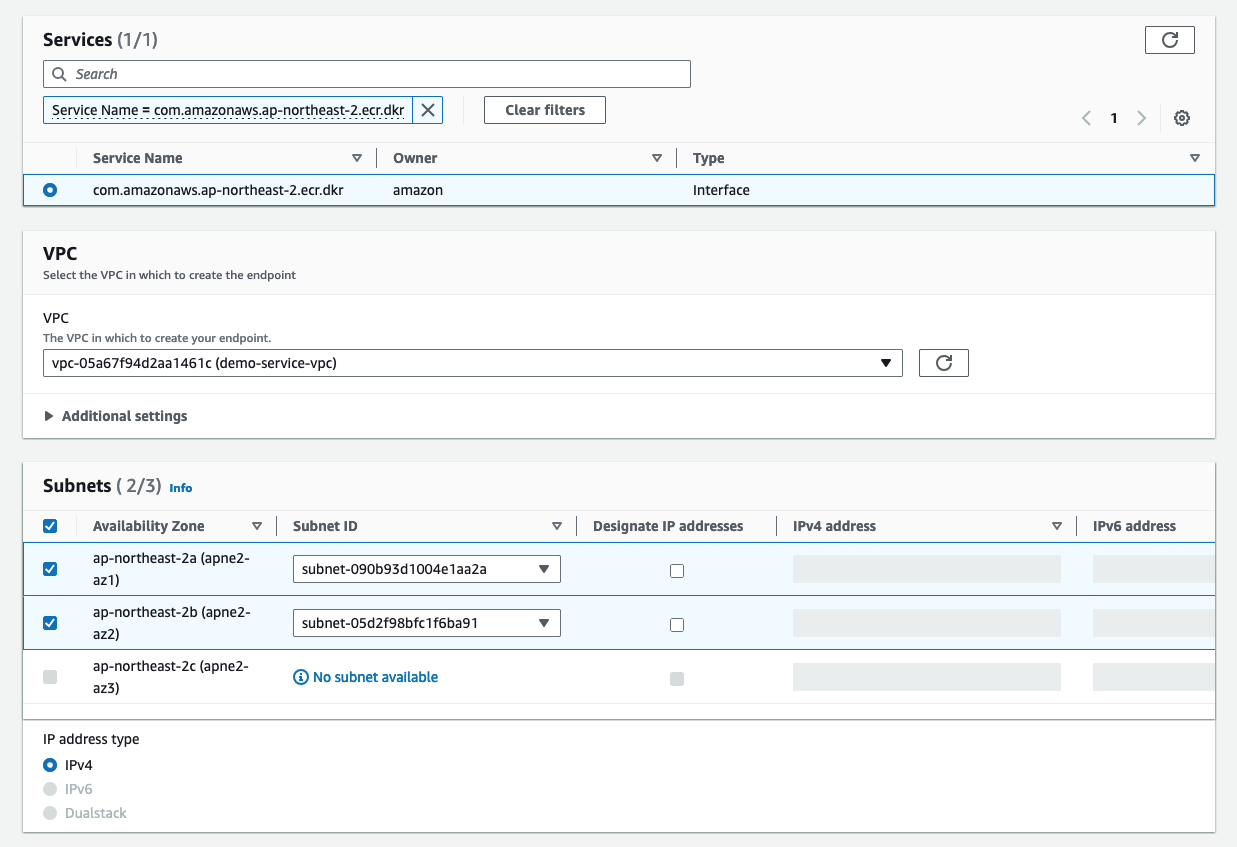 Services (1/1)
Search
Service Name = com.amazonaws.ap-northeast-2.ecr.dkr
Clear filters
1
Service Name Owner Type
com.amazonaws.ap-northeast-2.ecr.dkr amazon Interface
VPC
Select the VPC in which to create the endpoint
VPC
The VPC in which to create your endpoint.
vpc-05a67f94d2aa1461c (demo-service-vpc)
Additional settings
Subnets ( 2/3) Info
Availability Zone Subnet ID Designate IP addresses IPv4 address IPv6 address
ap-northeast-2a (apne2-
az1)
subnet-090b93d1004e1aa2a
ap-northeast-2b (apne2-
az2)
subnet-05d2f98bfc1f6ba91
ap-northeast-2c (apne2-
az3)
No subnet available
IP address type
IPv4
IPv6
Dualstack